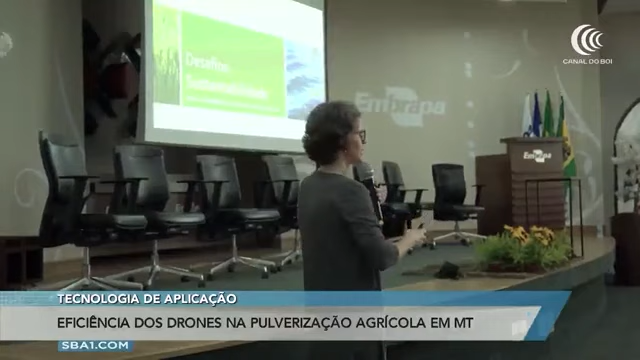 CANAL DO BOI
Desafios
Embrapa
Embrapa
TECNOLOGIA DE APLICAÇÃO
EFICIÊNCIA DOS DRONES NA PULVERIZAÇÃO AGRÍCOLA EM MT
SBA1.COM